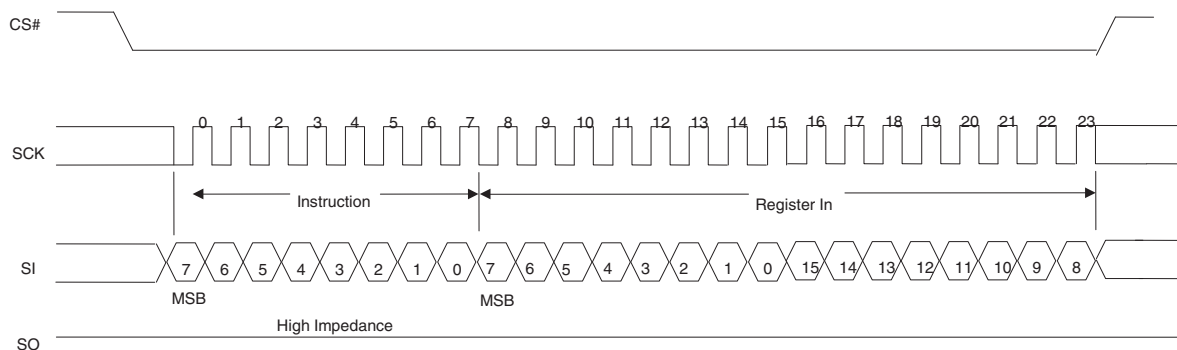 CS#
0 1 2 3 4 5 6 7 8 9 10 11 12 13 14 15 16 17 18 19 20 21 22 23
SCK
Instruction
Register In
SI
7 6 5 4 3 2 1 0 7 6 5 4 3 2 1 0 15 14 13 12 11 10 9 8
MSB
MSB
High Impedance
SO